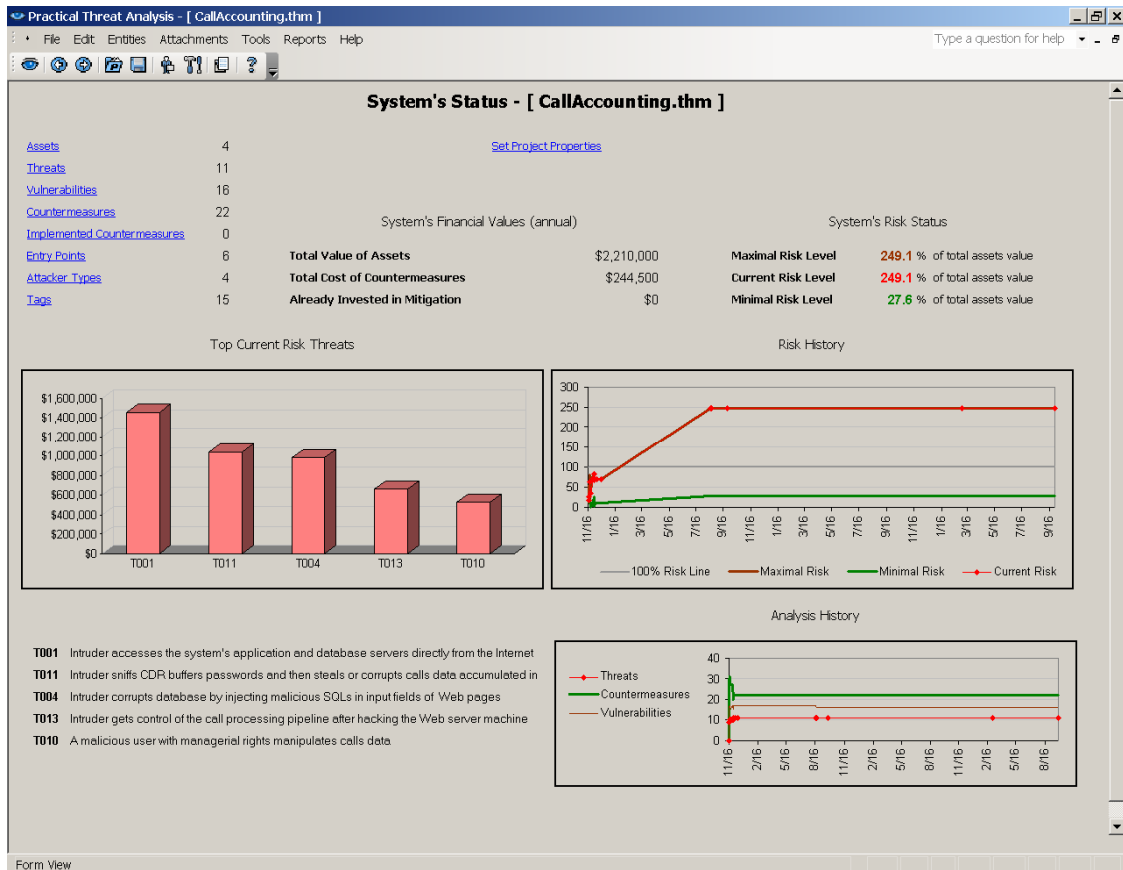 Practical Threat Analysis - [ CallAccounting.thm ]
File Edit Entities Attachments Tools Reports Help
Type a question for help
System's Status - [ CallAccounting.thm ]
Assets 4
Set Project Properties
Threats 11
Vulnerabilities 16
Countermeasures 22
Implemented Countermeasures 0
Entry Points 6
Attacker Types 4
Tags 15
System's Financial Values (annual)
Total Value of Assets $2,210,000
Total Cost of Countermeasures $244,500
Already Invested in Mitigation $0
System's Risk Status
Maximal Risk Level 249.1 % of total assets value
Current Risk Level 249.1 % of total assets value
Minimal Risk Level 27.6 % of total assets value
Top Current Risk Threats
$1,600,000
$1,400,000
$1,200,000
$1,000,000
$800,000
$600,000
$400,000
$200,000
$0
T001 T011 T004 T013 T010
Risk History
300
250
200
150
100
50
0
11/16 1/16 3/16 5/16 7/16 9/16 11/16 1/16 3/16 5/16 7/16 9/16 11/16 1/16 3/16 5/16 7/16 9/16
100% Risk Line Maximal Risk Minimal Risk Current Risk
T001 Intruder accesses the system's application and database servers directly from the Internet
T011 Intruder sniffs CDR buffers passwords and then steals or corrupts calls data accumulated in
T004 Intruder corrupts database by injecting malicious SQLs in input fields of Web pages
T013 Intruder gets control of the call processing pipeline after hacking the Web server machine
T010 A malicious user with managerial rights manipulates calls data
Analysis History
Threats
Countermeasures
Vulnerabilities
40
30
20
10
0
11/16 2/16 5/16 8/16 11/16 2/16 5/16 8/16 11/16 2/16 5/16 8/16
Form View